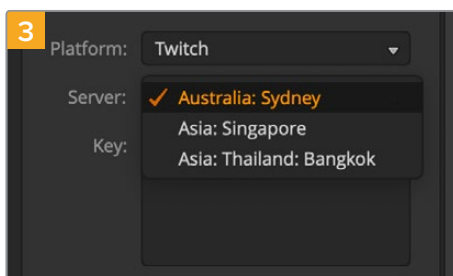 3
Platform: Twitch
Server: Australia: Sydney
Asia: Singapore
Key:
Asia: Thailand: Bangkok